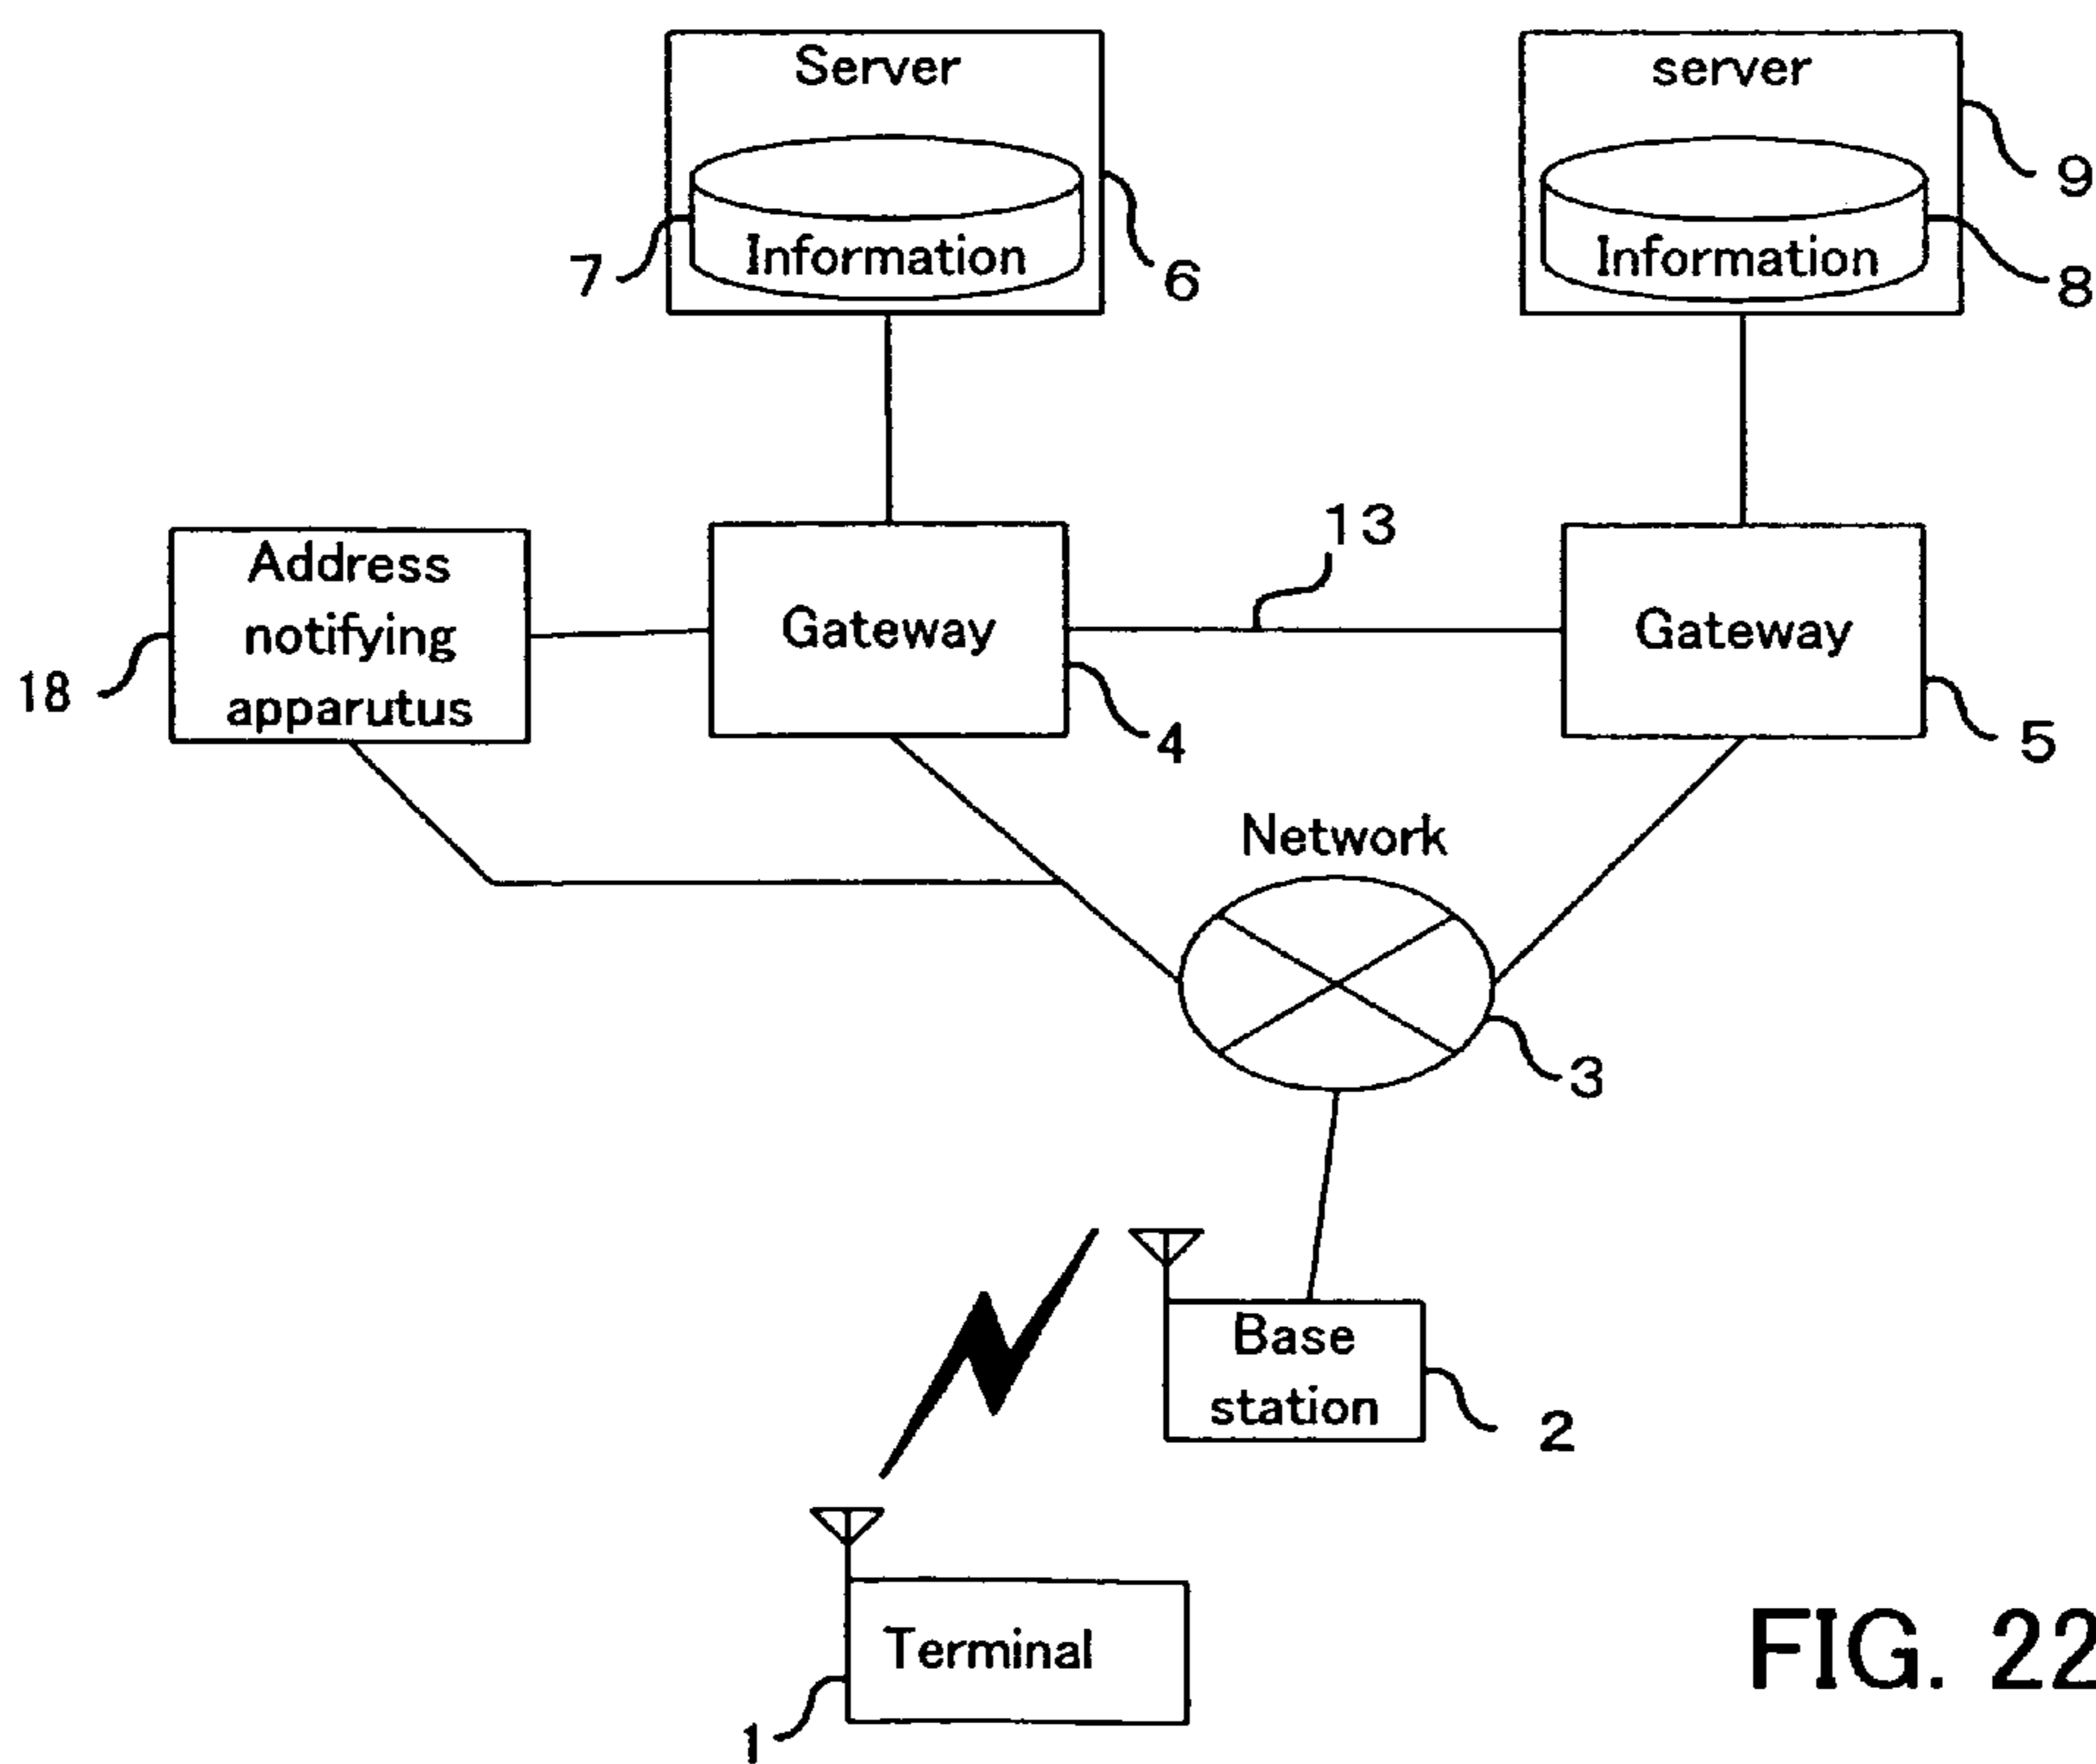 Server
server
9
7
Information
6
Information
8
13
Address
notifying
apparutus
Gateway
Gateway
18
4
5
Network
3
Base
station
2
Terminal
1
FIG. 22